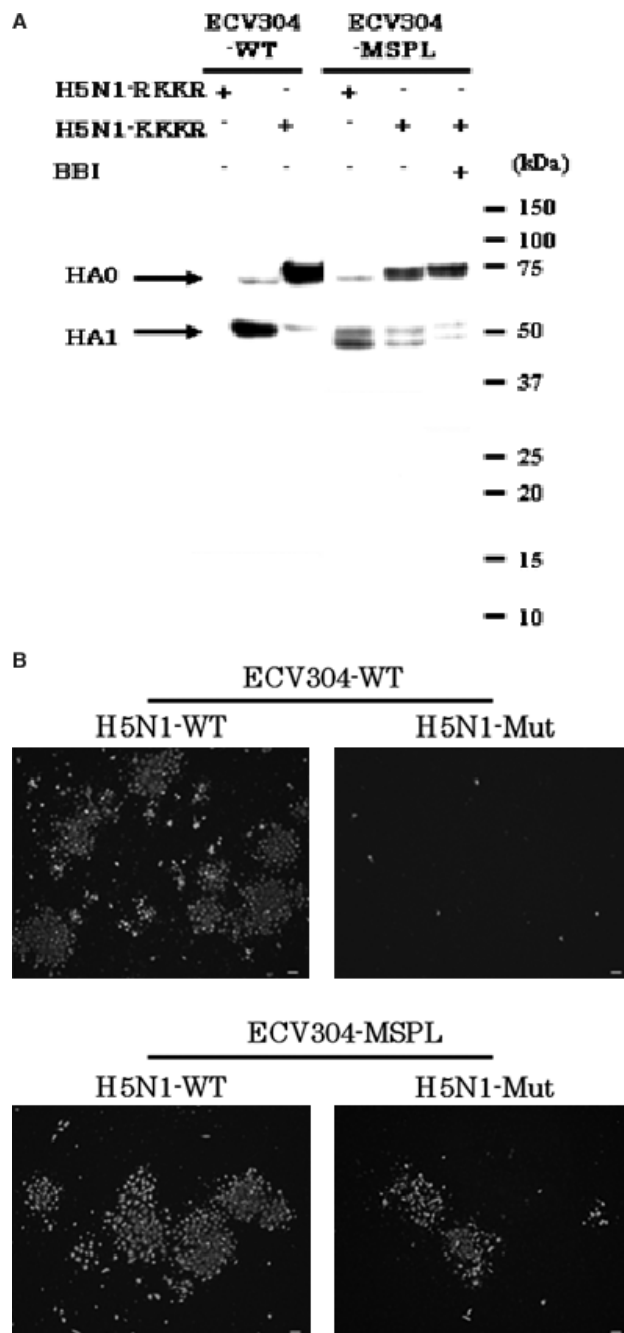 A
ECV304 ECV304
-WT -MSPL
H5N1-RKKR + - + - -
H5N1-KKKR - + - + +
BBI - - - - + (kDa)
150
100
HA0 75
HA1 50
37
25
20
15
10
B
ECV304-WT
H5N1-WT H5N1-Mut
ECV304-MSPL
H5N1-WT H5N1-Mut